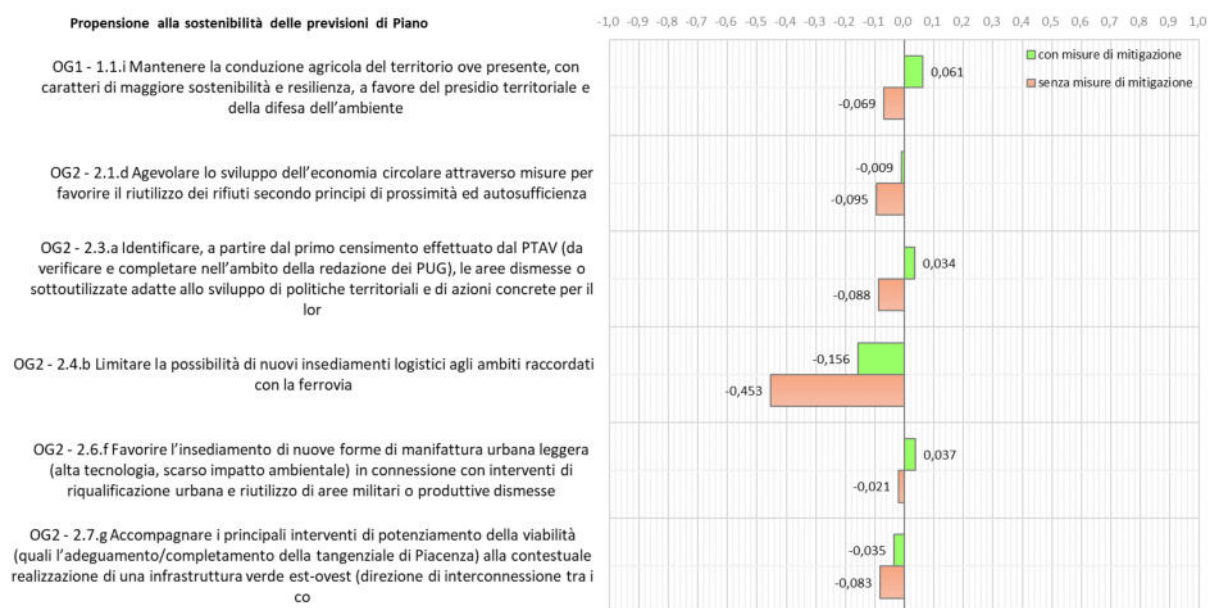 Propensione alla sostenibilità delle previsioni di Piano
-1,0 -0,9 -0,8 -0,7 -0,6 -0,5 -0,4 -0,3 -0,2 -0,1 0,0 0,1 0,2 0,3 0,4 0,5 0,6 0,7 0,8 0,9 1,0
con misure di mitigazione
senza misure di mitigazione
OG1 - 1.1.i Mantenere la conduzione agricola del territorio ove presente, con
caratteri di maggiore sostenibilità e resilienza, a favore del presidio territoriale e
della difesa dell'ambiente
0,061
-0,069
OG2 - 2.1.d Agevolare lo sviluppo dell'economia circolare attraverso misure per
favorire il riutilizzo dei rifiuti secondo principi di prossimità ed autosufficienza
-0,009
-0,095
OG2 - 2.3.a Identificare, a partire dal primo censimento effettuato dal PTAV (da
verificare e completare nell'ambito della redazione dei PUG), le aree dismesse o
sottoutilizzate adatte allo sviluppo di politiche territoriali e di azioni concrete per il
lor
0,034
-0,088
OG2 - 2.4.b Limitare la possibilità di nuovi insediamenti logistici agli ambiti raccordati
con la ferrovia
-0,156
-0,453
OG2 - 2.6.f Favorire l'insediamento di nuove forme di manifattura urbana leggera
(alta tecnologia, scarso impatto ambientale) in connessione con interventi di
riqualificazione urbana e riutilizzo di aree militari o produttive dismesse
0,037
-0,021
OG2 - 2.7.g Accompagnare i principali interventi di potenziamento della viabilità
(quali l'adeguamento/completamento della tangenziale di Piacenza) alla contestuale
realizzazione di una infrastruttura verde est-ovest (direzione di interconnessione tra i
co
-0,035
-0,083